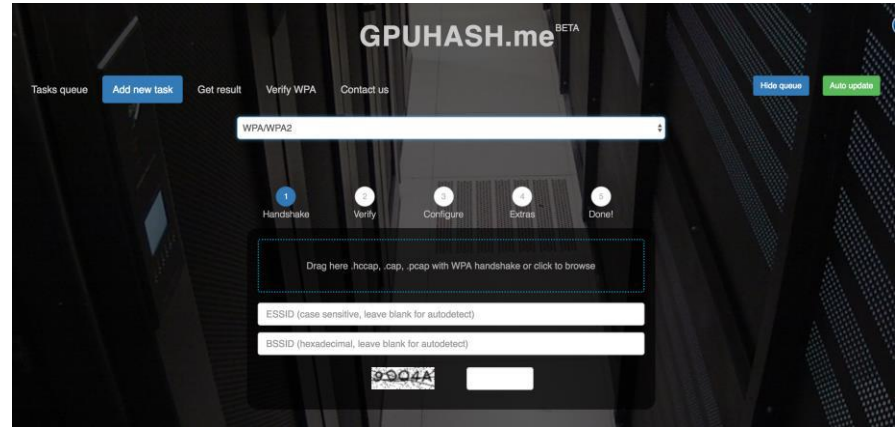 GPUHASH.me BETA
Tasks queue Add new task Get result Verify WPA Contact us Hide queue Auto update
WPA/WPA2
1 2 3 4 5
Handshake Verify Configure Extras Done!
Drag here .hccap, .cap, .pcap with WPA handshake or click to browse
ESSID (case sensitive, leave blank for autodetect)
BSSID (hexadecimal, leave blank for autodetect)